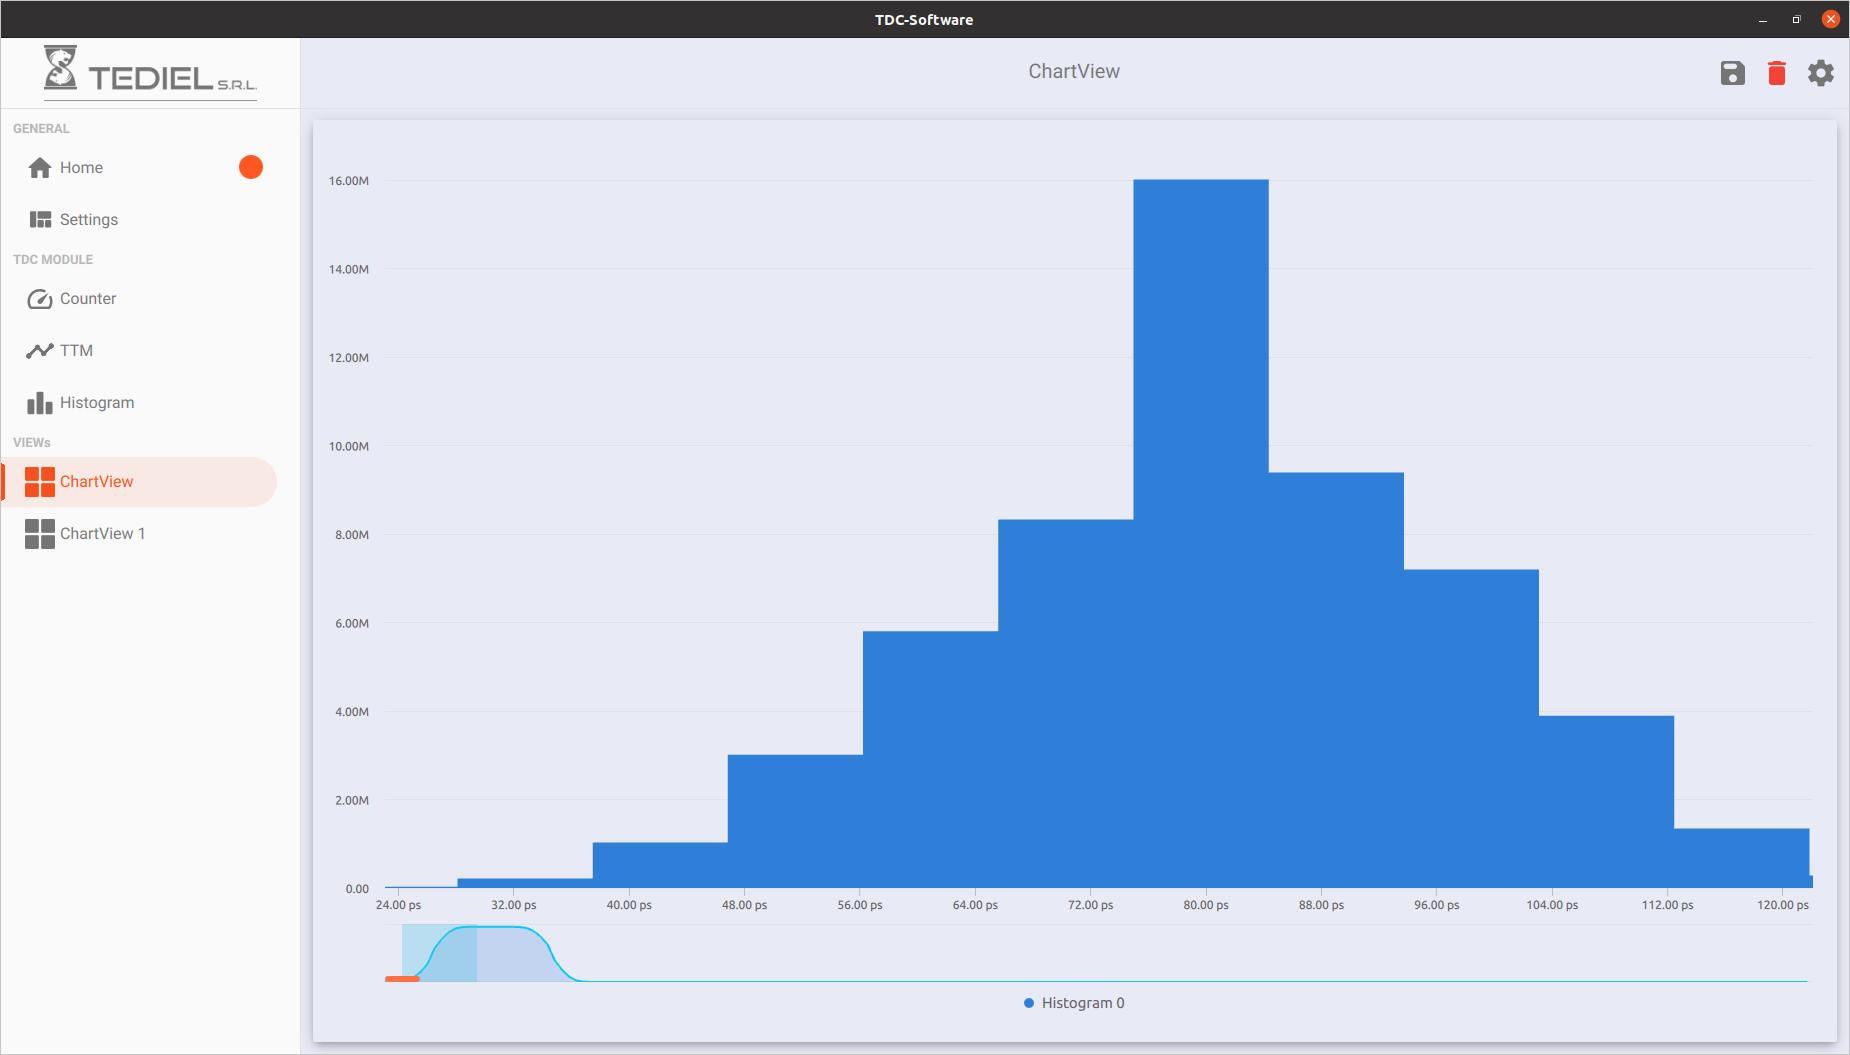 TDC-Software
TEDIEL S.R.L.
ChartView
GENERAL
Home
Settings
TDC MODULE
Counter
TTM
Histogram
VIEWs
ChartView
ChartView 1
16.00M
14.00M
12.00M
10.00M
8.00M
6.00M
4.00M
2.00M
0.00
24.00 ps 32.00 ps 40.00 ps 48.00 ps 56.00 ps 64.00 ps 72.00 ps 80.00 ps 88.00 ps 96.00 ps 104.00 ps 112.00 ps 120.00 ps
Histogram 0